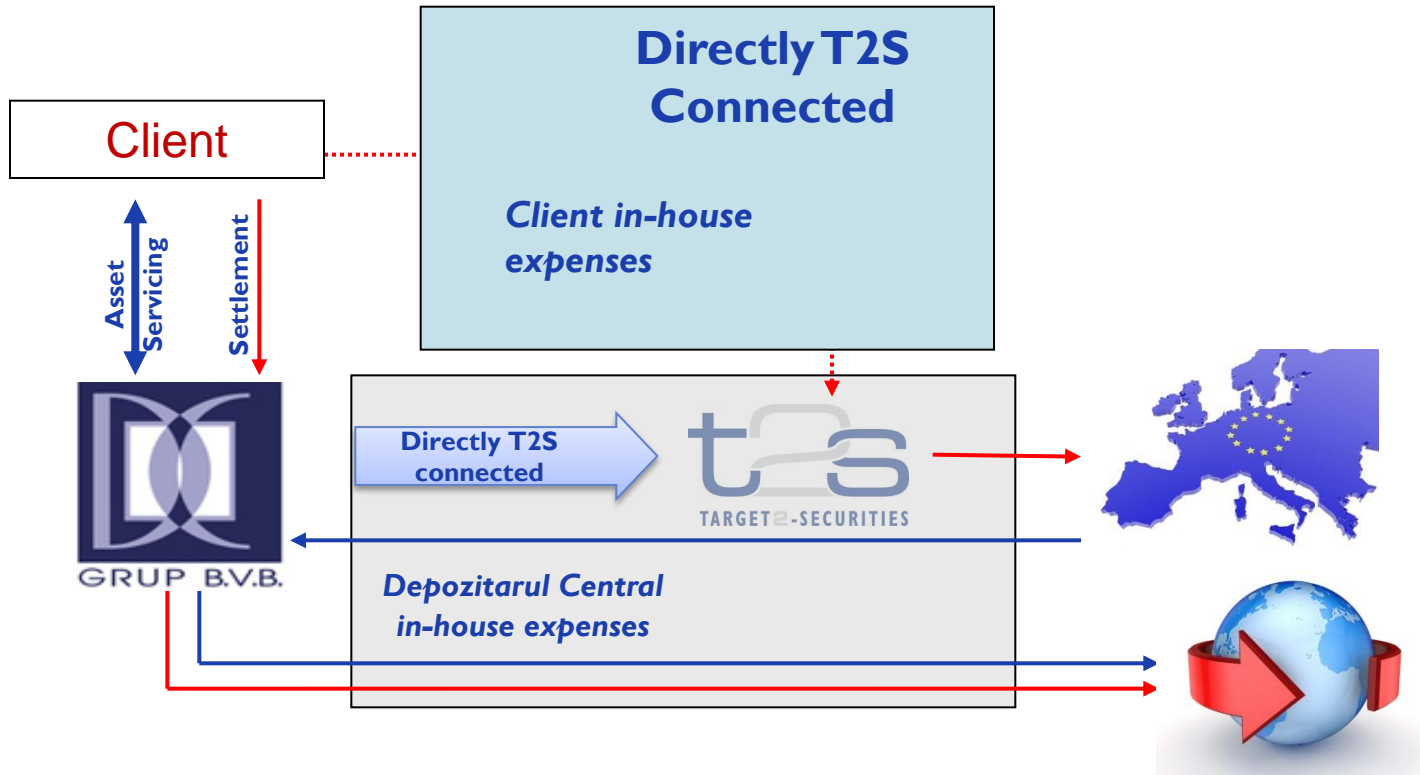 Directly T2S
Connected
Client
Client in-house
expenses
Asset
Servicing
Settlement
Directly T2S
connected
t2s
TARGET2-SECURITIES
GRUP B.V.B.
Depozitarul Central
in-house expenses